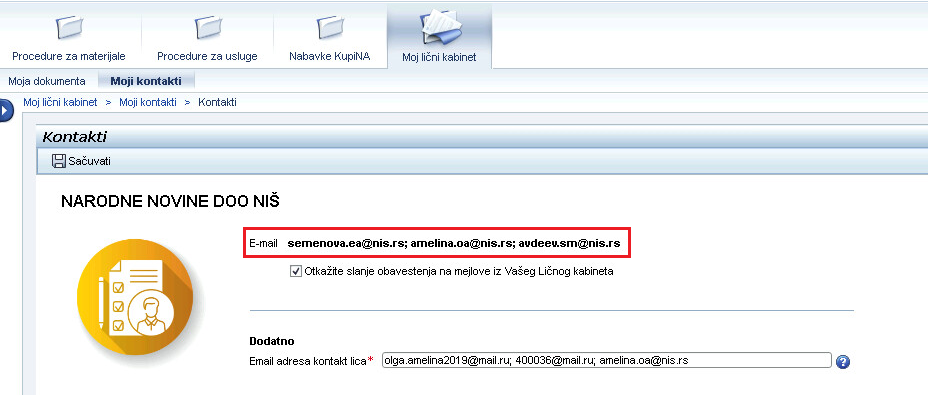 Procedure za materijale Procedure za usluge Nabavke KupiNA Moj lični kabinet
Moja dokumenta Moji kontakti
Moj lični kabinet > Moji kontakti > Kontakti
Kontakti
Sačuvati
NARODNE NOVINE DOO NIŠ
E-mail semenova.ea@nis.rs; amelina.oa@nis.rs; avdeev.sm@nis.rs
Otkažite slanje obavestenja na mejlove iz Vašeg Ličnog kabineta
Dodatno
Email adresa kontakt lica* olga.amelina2019@mail.ru; 400036@mail.ru; amelina.oa@nis.rs ?